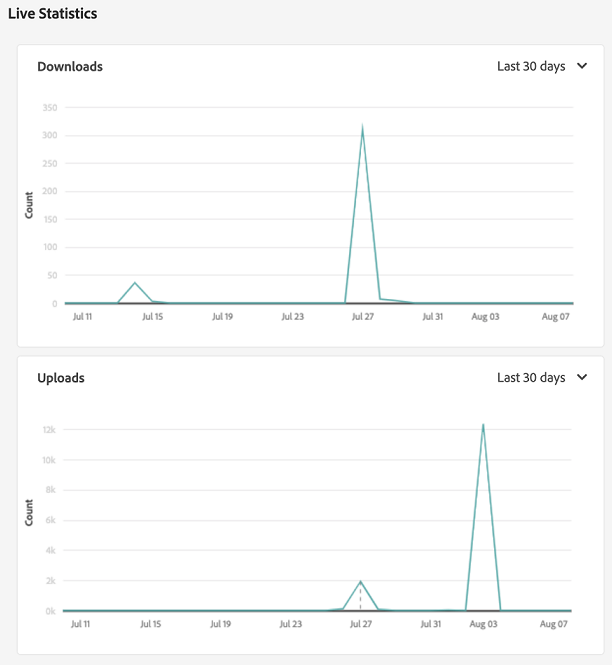 Live Statistics
Downloads
Last 30 days
350
300
250
200
150
100
50
0
Count
Jul 11 Jul 15 Jul 19 Jul 23 Jul 27 Jul 31 Aug 03 Aug 07
Uploads
Last 30 days
12k
10k
8k
6k
4k
2k
0k
Count
Jul 11 Jul 15 Jul 19 Jul 23 Jul 27 Jul 31 Aug 03 Aug 07